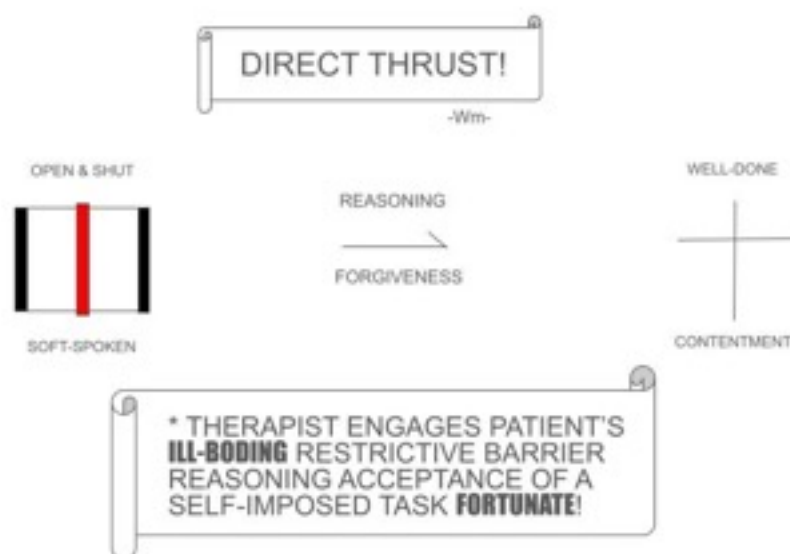 DIRECT THRUST!
-Wm-
OPEN & SHUT
SOFT-SPOKEN
REASONING
FORGIVENESS
WELL-DONE
CONTENTMENT
* THERAPIST ENGAGES PATIENT'S
ILL-BODING RESTRICTIVE BARRIER
REASONING ACCEPTANCE OF A
SELF-IMPOSED TASK FORTUNATE!